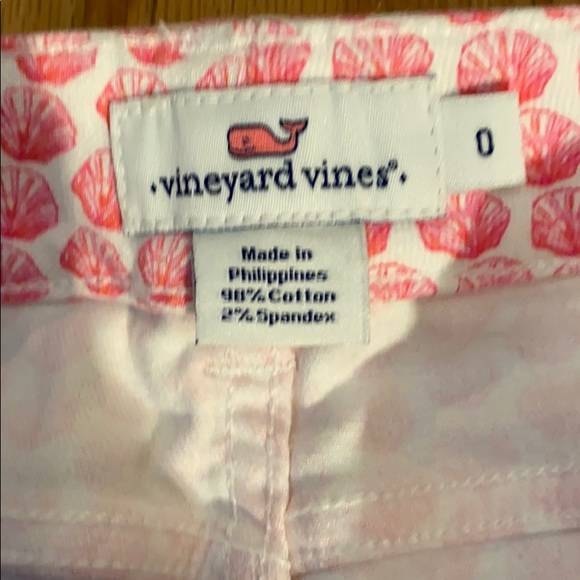 vineyard vines®
0
Made in
Philippines
98% Cotton
2% Spandex